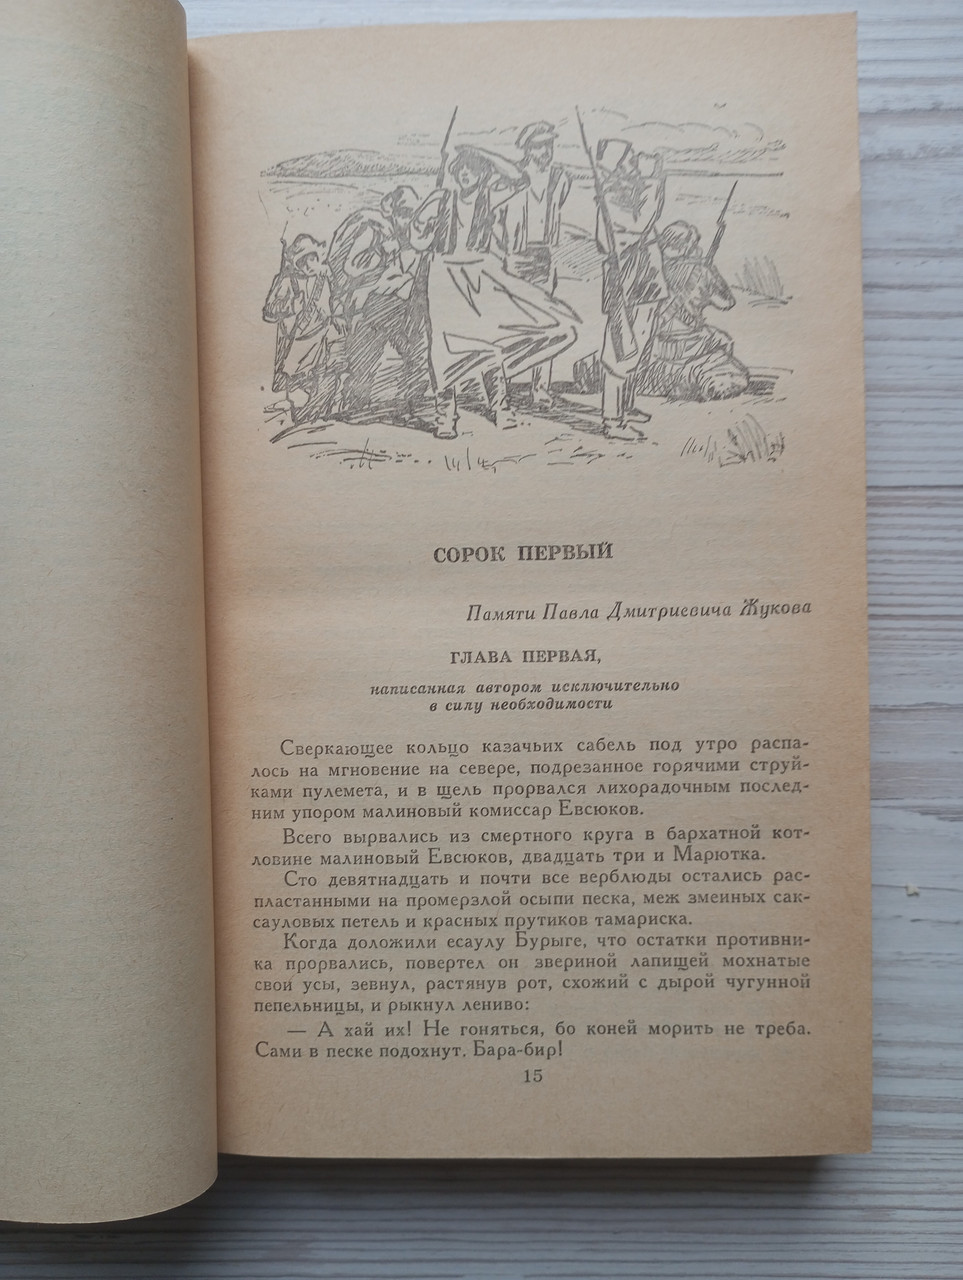 СОРОК ПЕРВЫЙ
Памяти Павла Дмитриевича Жукова
ГЛАВА ПЕРВАЯ,
написанная автором исключительно
в силу необходимости
Сверкающее кольцо казачьих сабель под утро распа-
лось на мгновение на севере, подрезанное горячими струй-
ками пулемета, и в щель прорвался лихорадочным послед-
ним упором малиновый комиссар Евсюков.
Всего вырвались из смертного круга в бархатной кот-
ловине малиновый Евсюков, двадцать три и Марютка.
Сто девятнадцать и почти все верблюды остались рас-
пластанными на промерзлой осыпи песка, меж змеиных сак-
сауловых петель и красных прутиков тамариска.
Когда доложили есаулу Бурыге, что остатки противни-
ка прорвались, повертел он звериной лапищей мохнатые
свои усы, зевнул, растянув рот, схожий с дырой чугунной
пепельницы, и рыкнул лениво:
— А хай их! Не гоняться, бо коней морить не треба.
Сами в песке подохнут. Бара-бир!
15